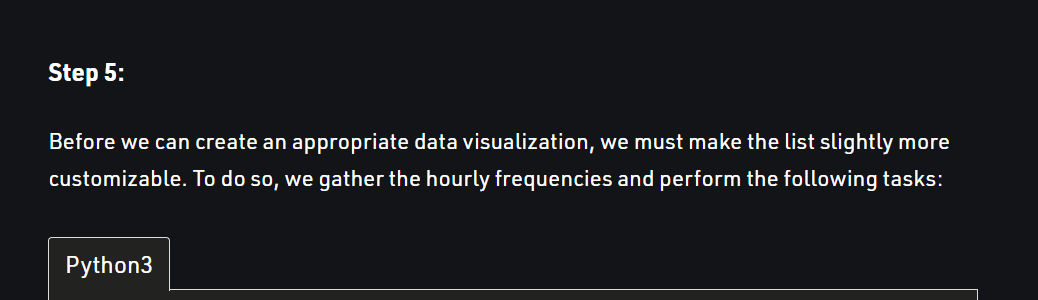 Step 5:
Before we can create an appropriate data visualization, we must make the list slightly more
customizable. To do so, we gather the hourly frequencies and perform the following tasks:
Python3